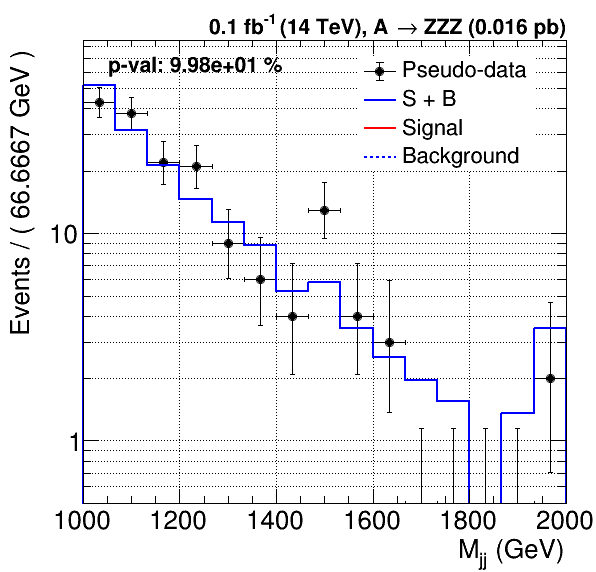 0.1 fb⁻¹ (14 TeV), A → ZZZ (0.016 pb)
p-val: 9.98e+01 %
Pseudo-data
S + B
Signal
Background
Events / ( 66.6667 GeV )
10
1
1000 1200 1400 1600 1800 2000
M_jj (GeV)